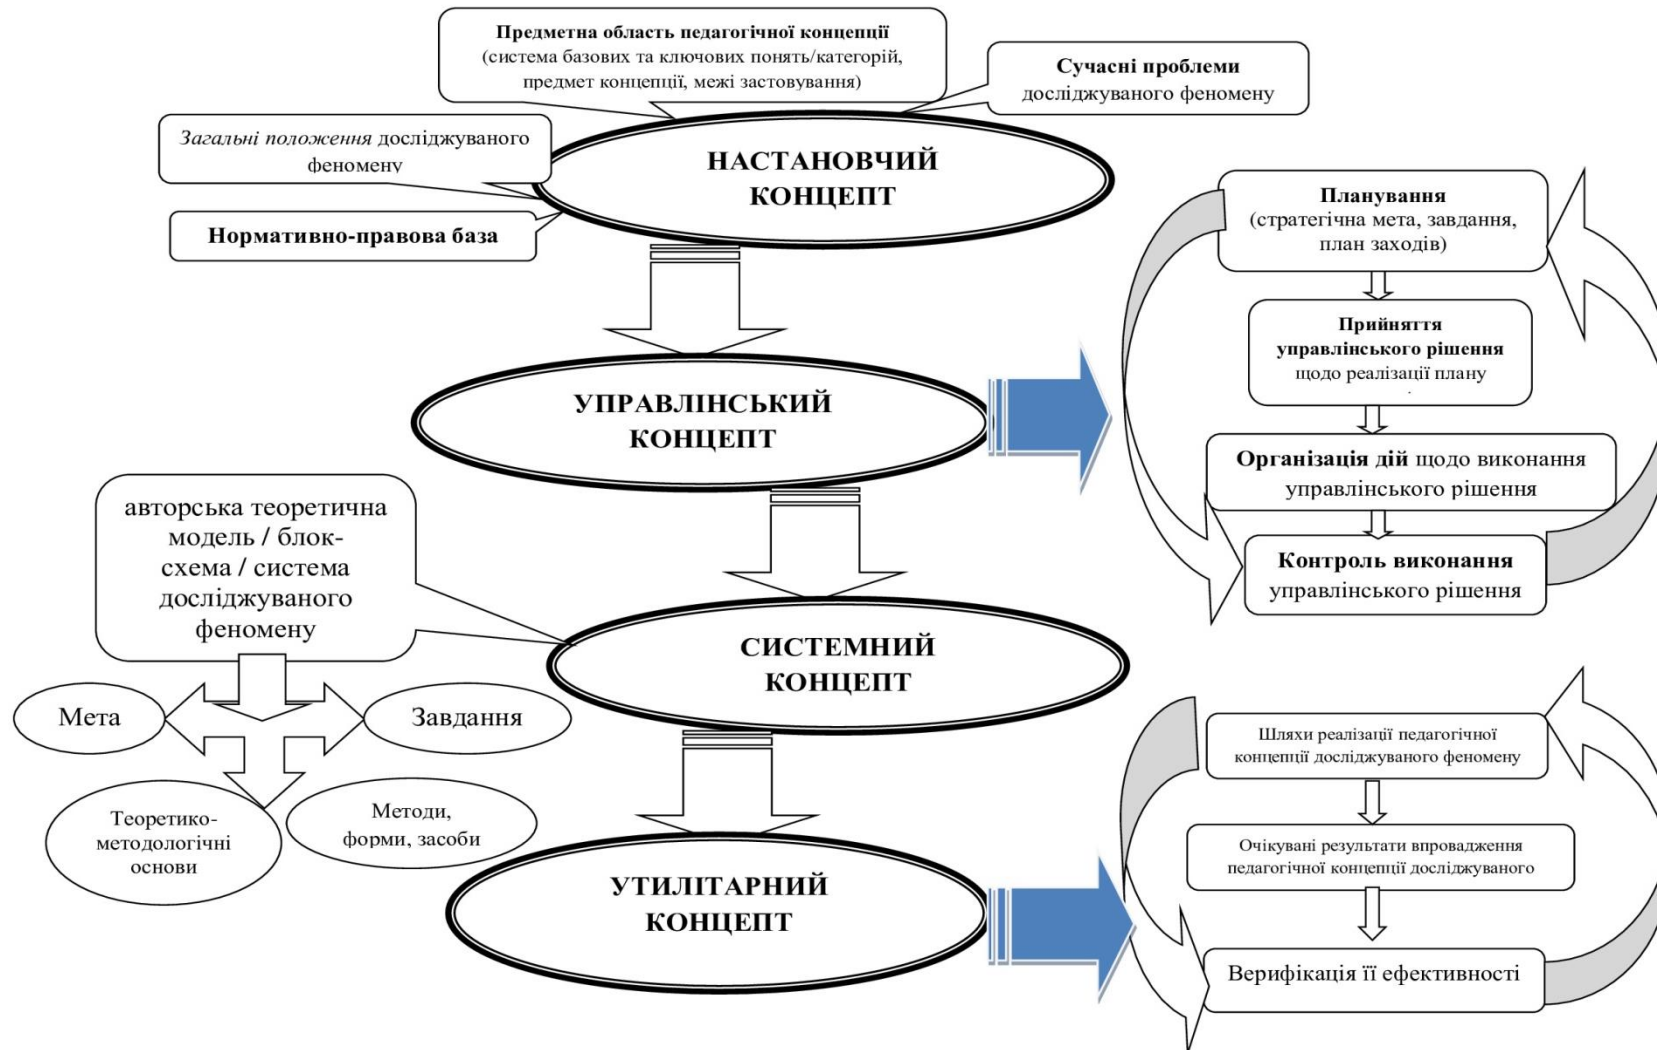 Предметна область педагогічної концепції
(система базових та ключових понять/категорій,
предмет концепції, межі застовування)
Сучасні проблеми
досліджуваного феномену
Загальні положення досліджуваного
феномену
Нормативно-правова база
НАСТАНОВЧИЙ
КОНЦЕПТ
Планування
(стратегічна мета, завдання,
план заходів)
Прийняття
управлінського рішення
щодо реалізації плану
.
УПРАВЛІНСЬКИЙ
КОНЦЕПТ
Організація дій щодо виконання
управлінського рішення
Контроль виконання
управлінського рішення
авторська теоретична
модель / блок-
схема / система
досліджуваного
феномену
СИСТЕМНИЙ
КОНЦЕПТ
Мета
Завдання
Теоретико-
методологічні
основи
Методи,
форми, засоби
Шляхи реалізації педагогічної
концепції досліджуваного феномену
Очікувані результати впровадження
педагогічної концепції досліджуваного
УТИЛІТАРНИЙ
КОНЦЕПТ
Верифікація її ефективності